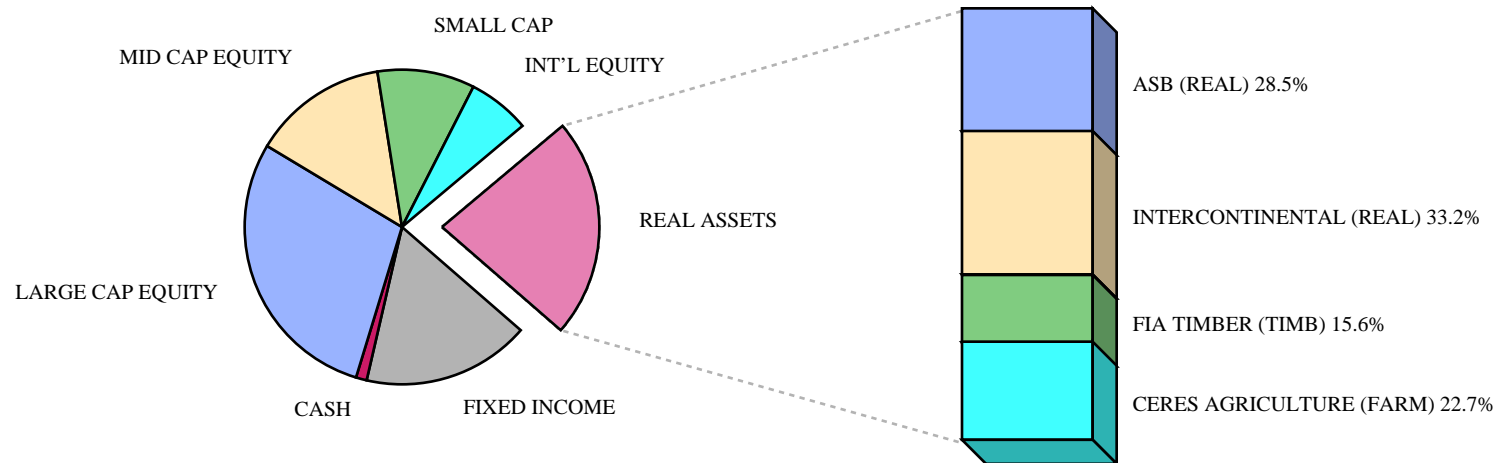 SMALL CAP
MID CAP EQUITY
INT'L EQUITY
REAL ASSETS
LARGE CAP EQUITY
CASH
FIXED INCOME
ASB (REAL) 28.5%
INTERCONTINENTAL (REAL) 33.2%
FIA TIMBER (TIMB) 15.6%
CERES AGRICULTURE (FARM) 22.7%